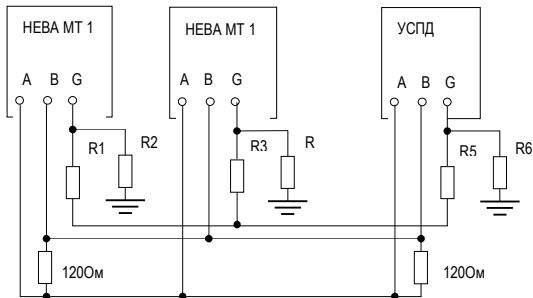 НЕВА МТ 1
НЕВА МТ 1
УСПД
A B G
A B G
A B G
R1
R2
R3
R
R5
R6
120Ом
120Ом